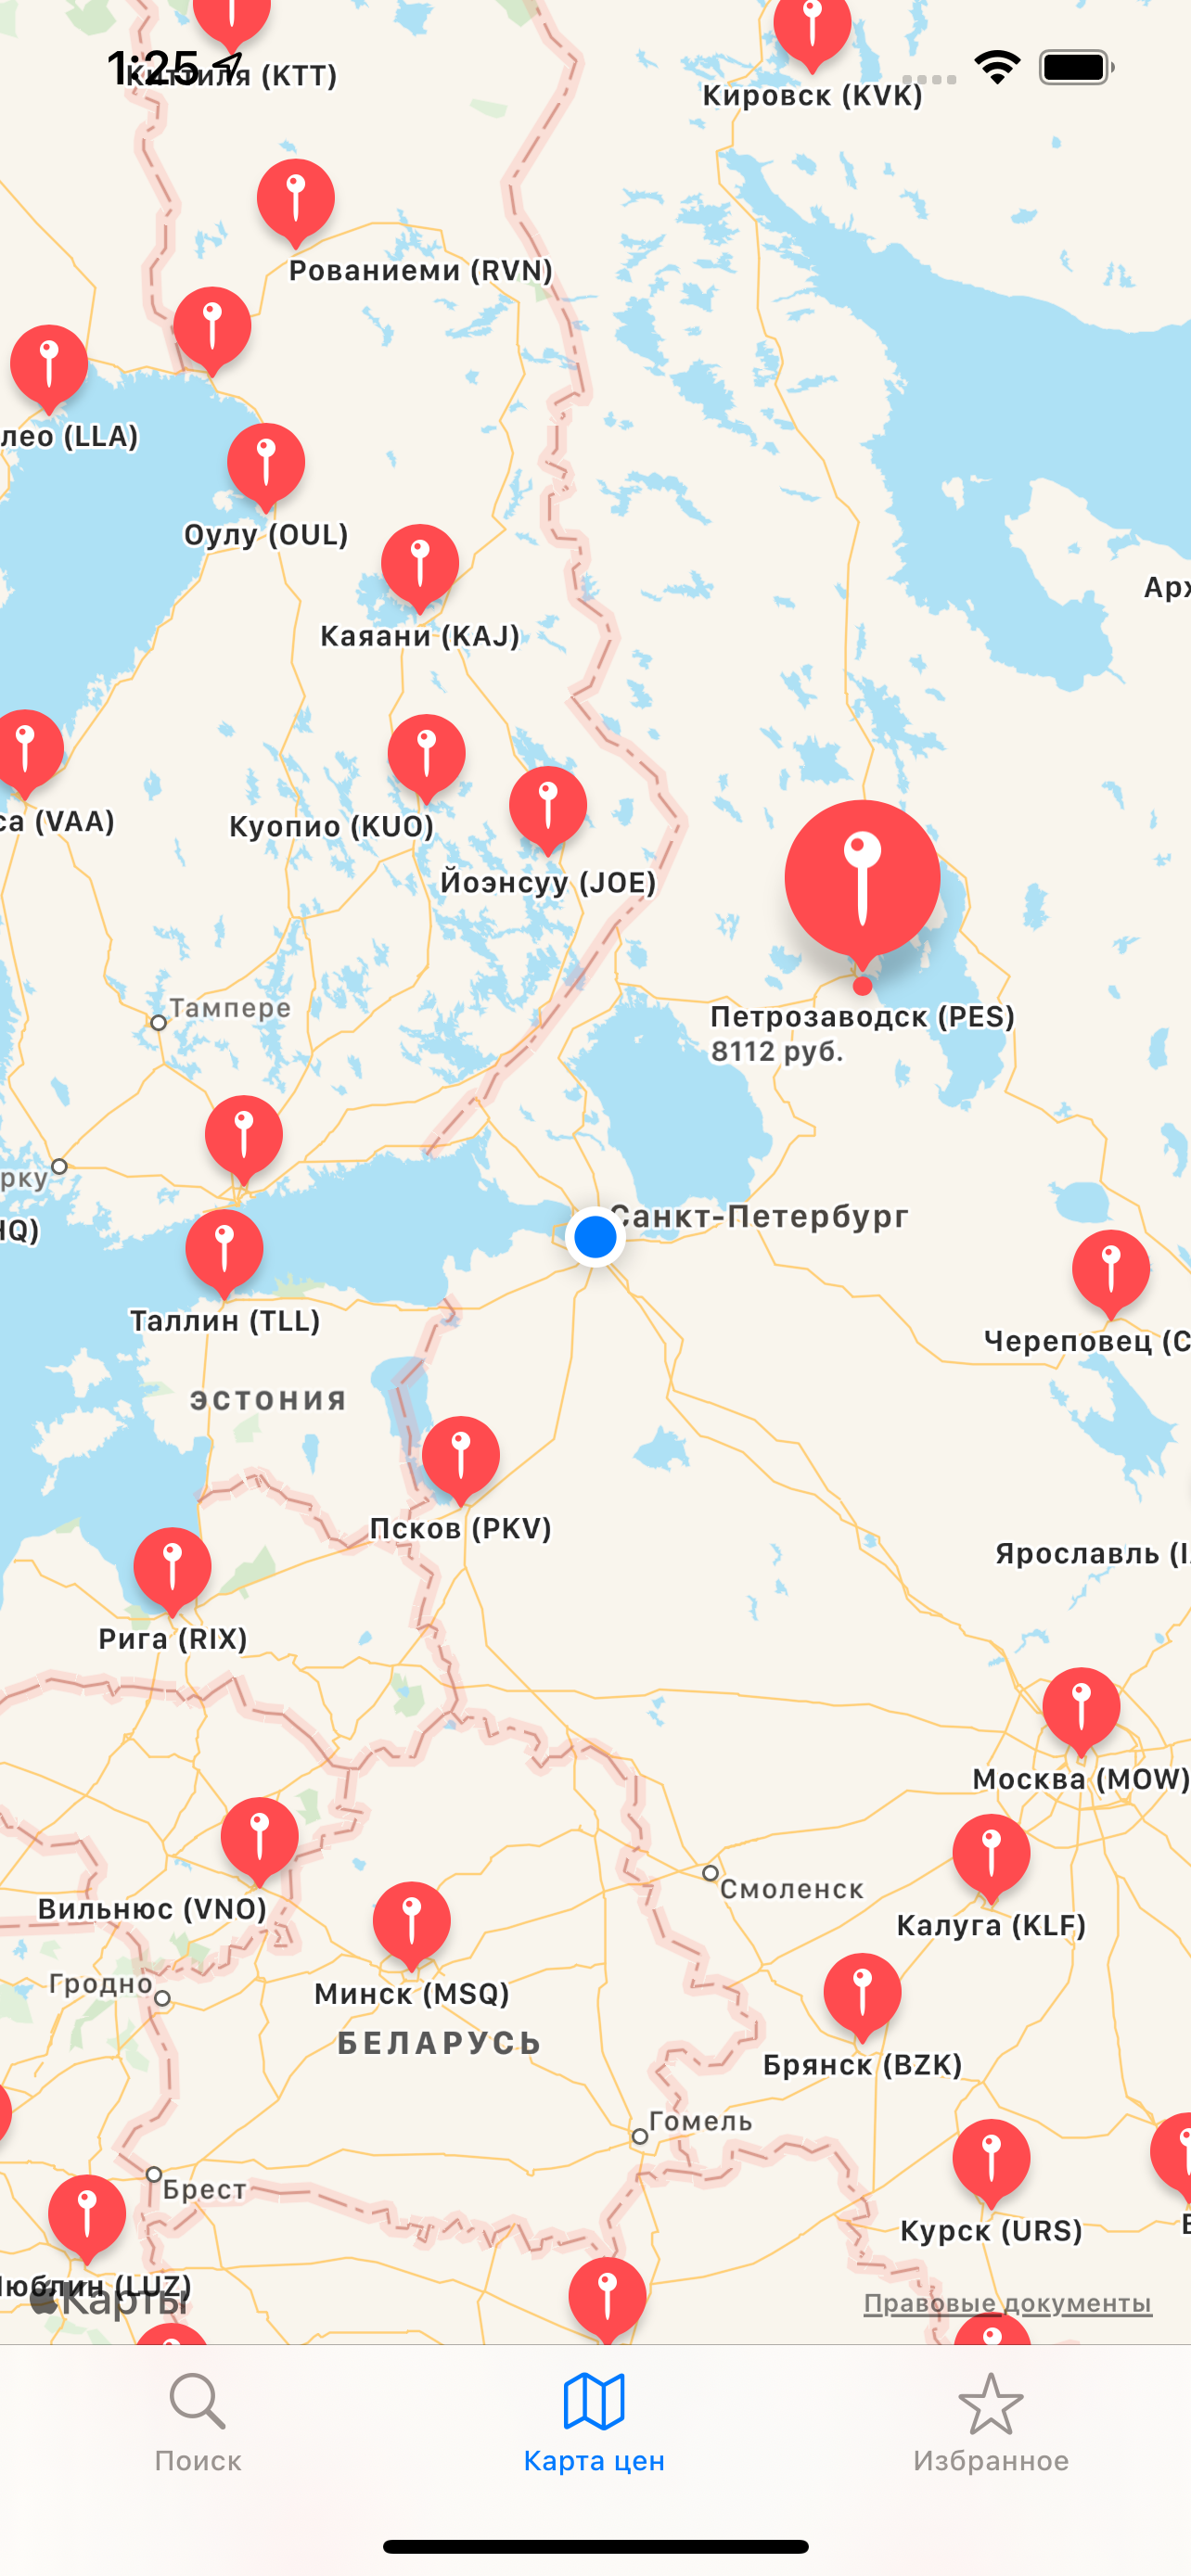 1:25
Киттиля (KTT)
Кировск (KVK)
Рованиеми (RVN)
лео (LLA)
Оулу (OUL)
Арх
Каяани (KAJ)
са (VAA)
Куопио (KUO)
Йоэнсуу (JOE)
Тампере
Петрозаводск (PES)
8112 руб.
рку
Санкт-Петербург
HQ)
Таллин (TLL)
Череповец (C
ЭСТОНИЯ
Псков (PKV)
Ярославль (I
Рига (RIX)
Москва (MOW)
Смоленск
Вильнюс (VNO)
Калуга (KLF)
Гродно
Минск (MSQ)
БЕЛАРУСЬ
Брянск (BZK)
Гомель
Брест
Курск (URS)
юблин (LUZ)
Карты
Правовые документы
Поиск
Карта цен
Избранное